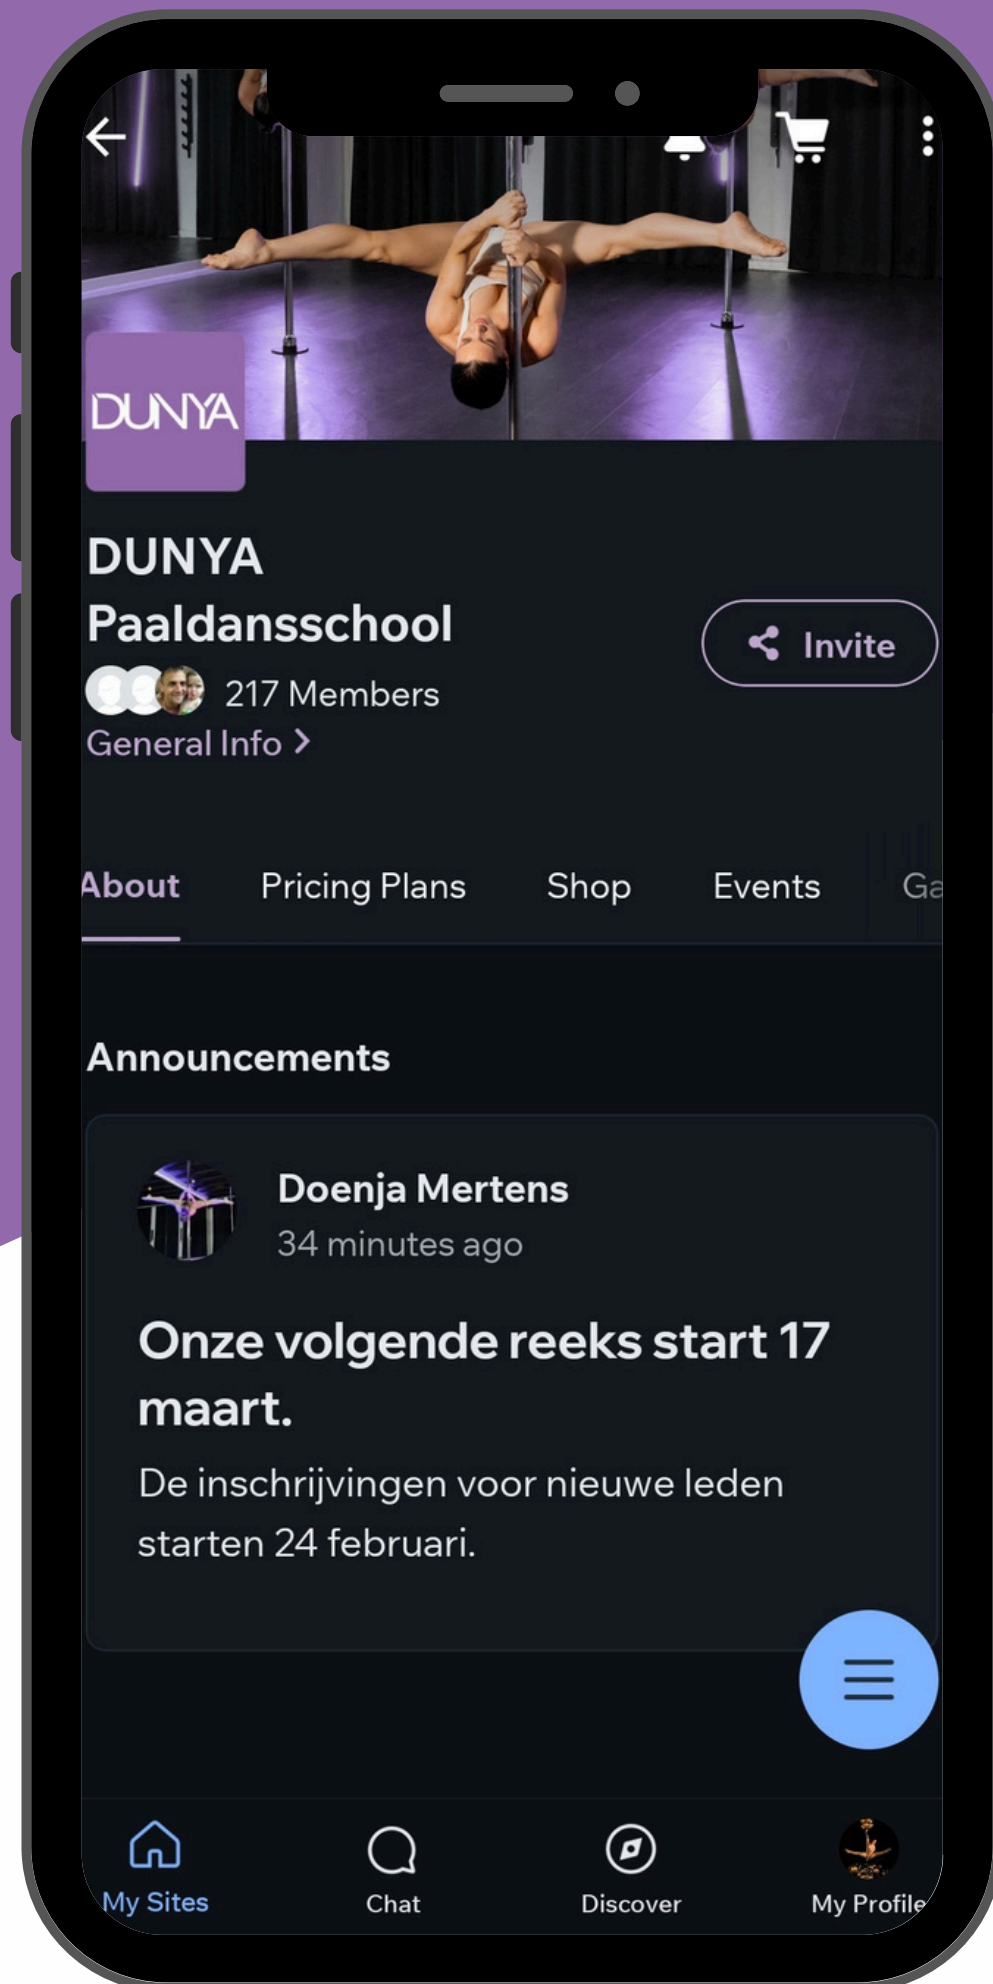 DUNYA
DUNYA
Paaldansschool
Invite
217 Members
General Info
About Pricing Plans Shop Events Ga
Announcements
Doenja Mertens
34 minutes ago
Onze volgende reeks start 17
maart.
De inschrijvingen voor nieuwe leden
starten 24 februari.
My Sites Chat Discover My Profile